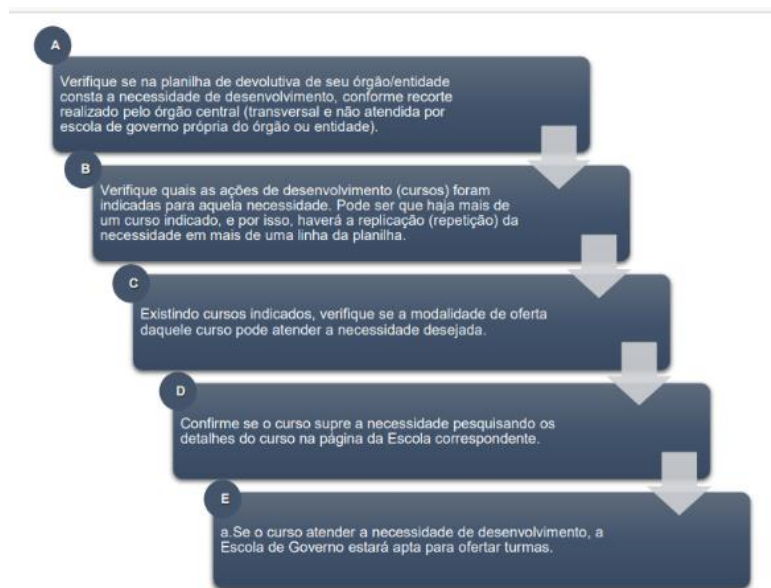 A
Verifique se na planilha de devolutiva de seu órgão/entidade
consta a necessidade de desenvolvimento, conforme recorte
realizado pelo órgão central (transversal e não atendida por
escola de governo própria do órgão ou entidade).
B
Verifique quais as ações de desenvolvimento (cursos) foram
indicadas para aquela necessidade. Pode ser que haja mais de
um curso indicado, e por isso, haverá a replicação (repetição) da
necessidade em mais de uma linha da planilha.
C
Existindo cursos indicados, verifique se a modalidade de oferta
daquele curso pode atender a necessidade desejada.
D
Confirme se o curso supre a necessidade pesquisando os
detalhes do curso na página da Escola correspondente.
E
a.Se o curso atender a necessidade de desenvolvimento, a
Escola de Governo estará apta para ofertar turmas.